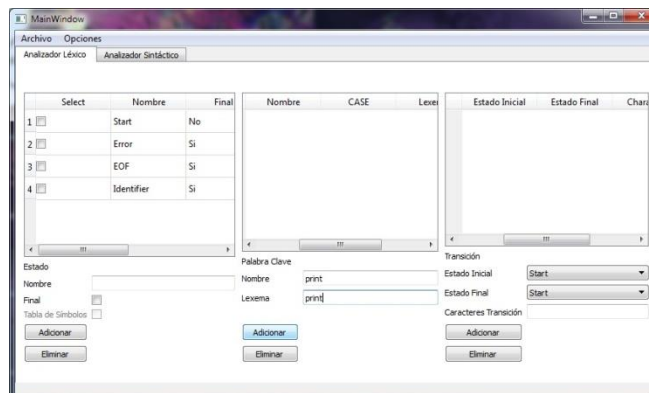 MainWindow
Archivo Opciones
Analizador Léxico Analizador Sintáctico
Select Nombre Final
1 Start No
2 Error Si
3 EOF Si
4 Identifier Si
Estado
Nombre
Final
Tabla de Símbolos
Adicionar
Eliminar
Nombre CASE Lexe
Palabra Clave
Nombre print
Lexema print
Adicionar
Eliminar
Estado Inicial Estado Final Chara
Transición
Estado Inicial Start
Estado Final Start
Caracteres Transición
Adicionar
Eliminar